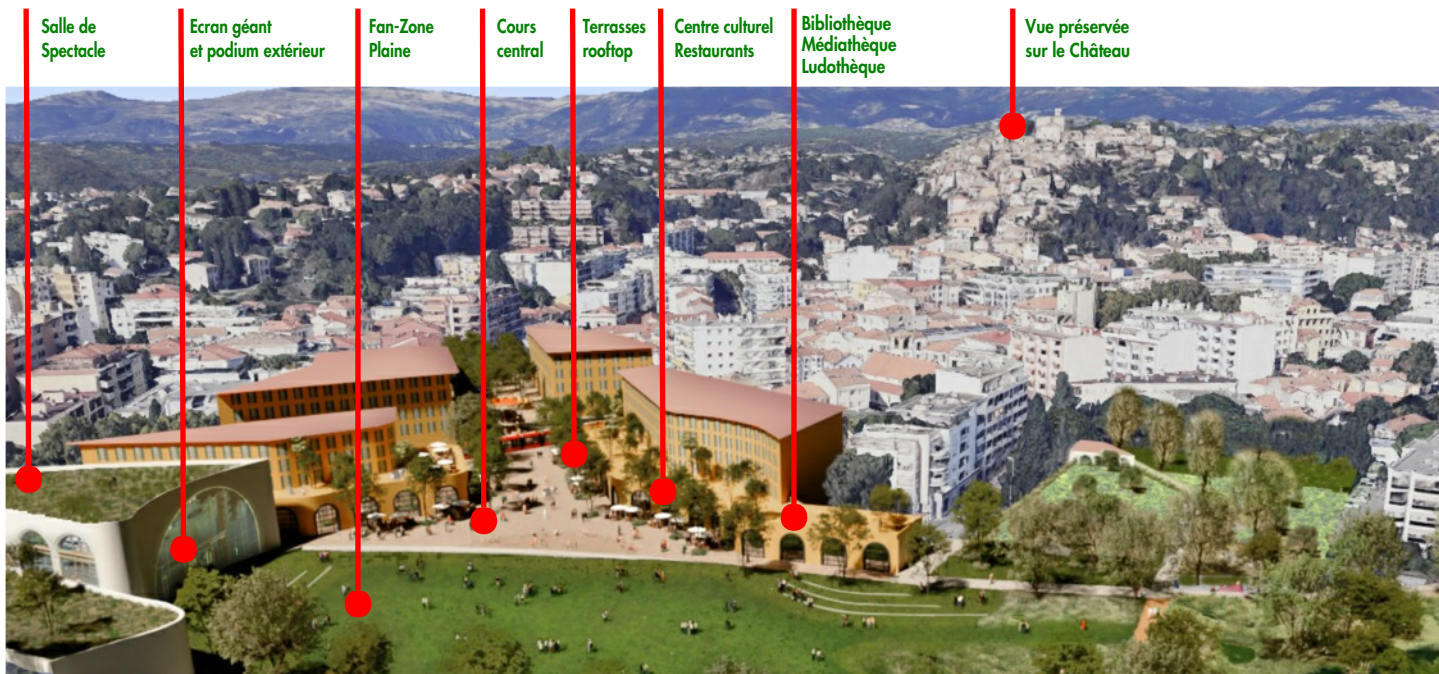 Salle de
Spectacle
Ecran géant
et podium extérieur
Fan-Zone
Plaine
Cours
central
Terrasses
rooftop
Centre culturel
Restaurants
Bibliothèque
Médiathèque
Ludothèque
Vue préservée
sur le Château